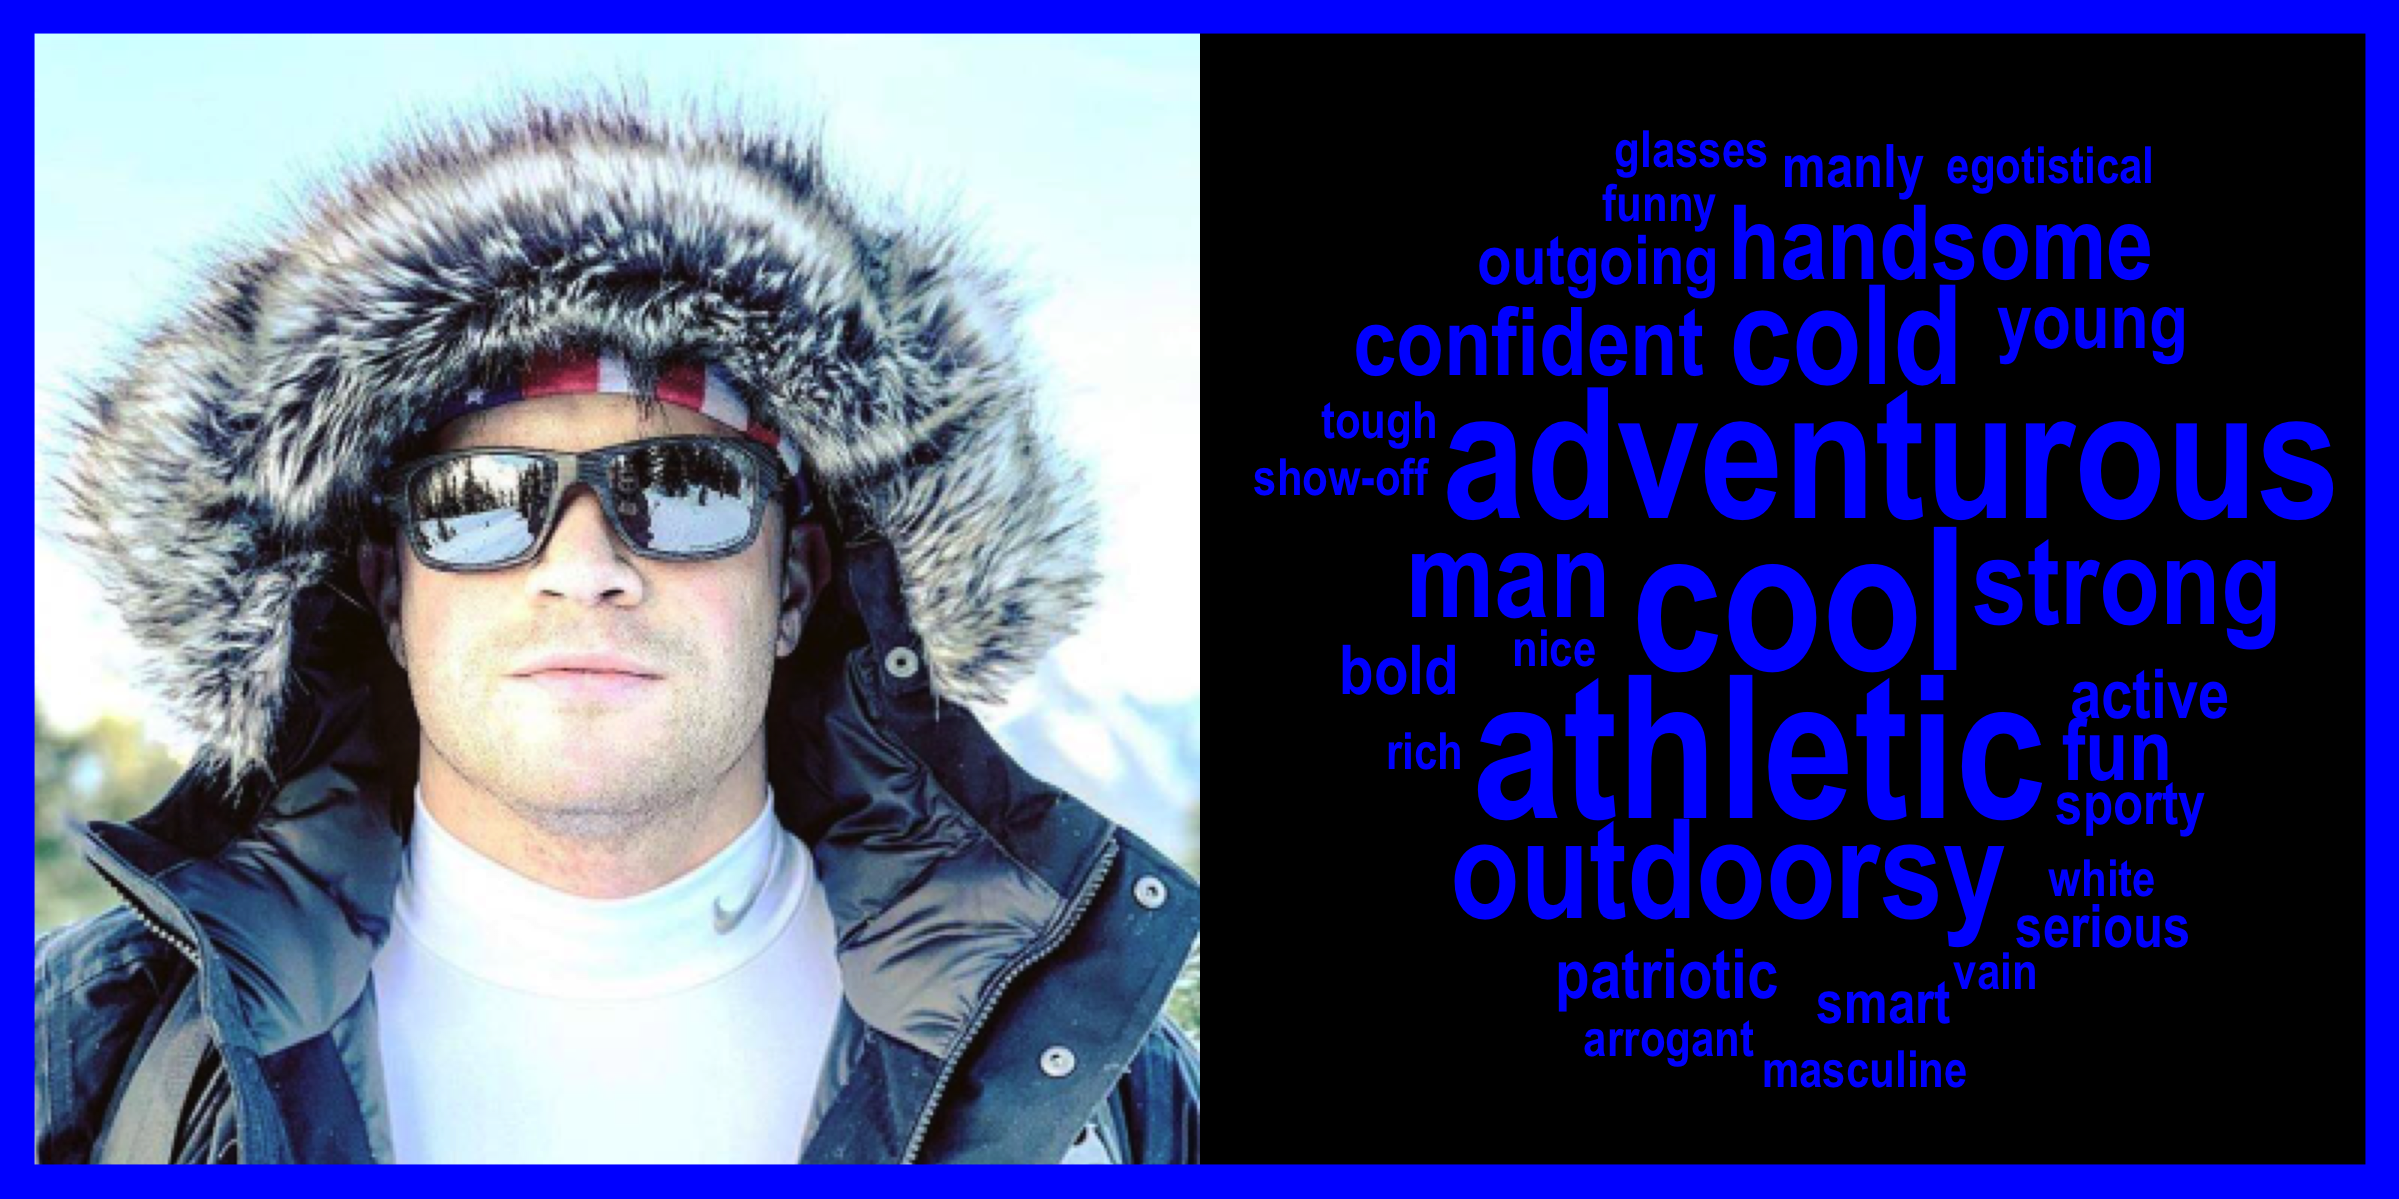 glasses manly egotistical
funny
outgoing handsome
confident cold young
tough adventurous
show-off
man cool strong
bold nice
active
rich athletic fun
sporty
outdoorsy white
serious
patriotic smart vain
arrogant
masculine